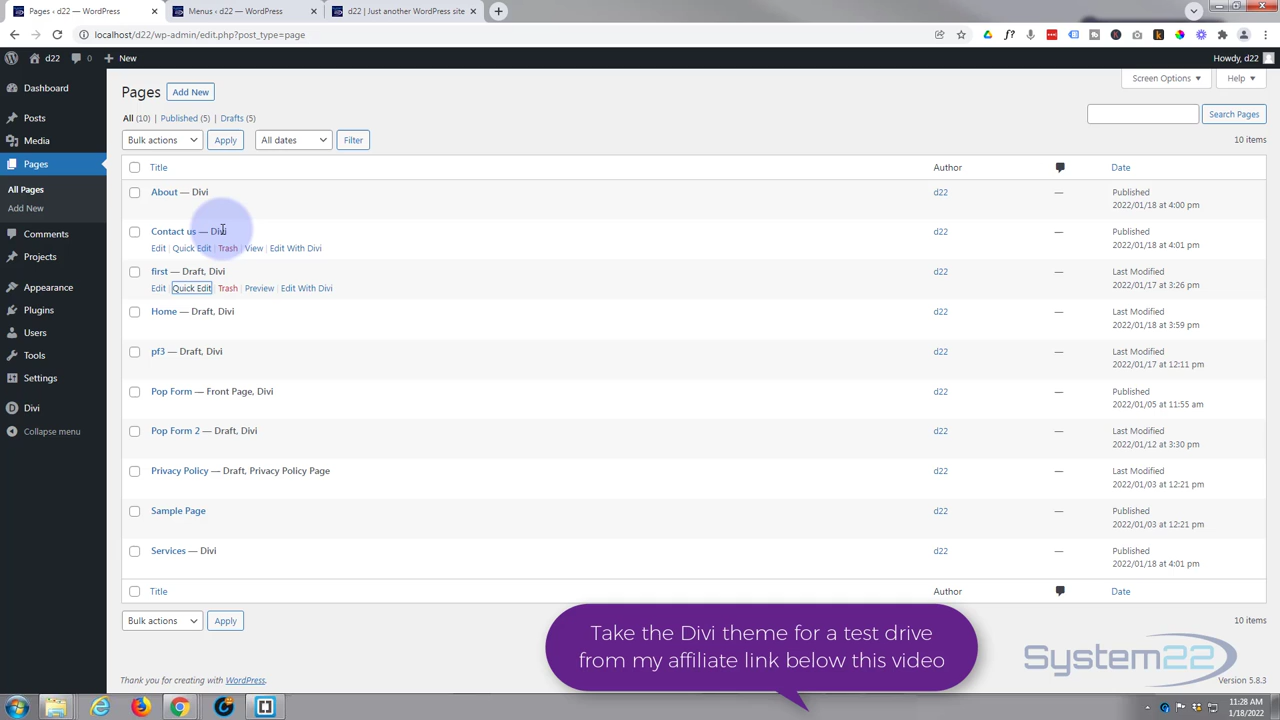 Pages ‹ d22 — WordPress
Menus ‹ d22 — WordPress
d22 | Just another WordPress site
localhost/d22/wp-admin/edit.php?post_type=page
d22
0
New
Howdy, d22
Screen Options
Help
Dashboard
Posts
Media
Pages
All Pages
Add New
Comments
Projects
Appearance
Plugins
Users
Tools
Settings
Divi
Collapse menu
Pages Add New
All (10) | Published (5) | Drafts (5)
Search Pages
Bulk actions Apply All dates Filter
10 items
Title Author Date
About — Divi d22 — Published
2022/01/18 at 4:00 pm
Contact us — Divi d22 — Published
Edit | Quick Edit | Trash | View | Edit With Divi 2022/01/18 at 4:01 pm
first — Draft, Divi d22 — Last Modified
Edit | Quick Edit | Trash | Preview | Edit With Divi 2022/01/17 at 3:26 pm
Home — Draft, Divi d22 — Last Modified
2022/01/18 at 3:59 pm
pf3 — Draft, Divi d22 — Last Modified
2022/01/17 at 12:11 pm
Pop Form — Front Page, Divi d22 — Published
2022/01/05 at 11:55 am
Pop Form 2 — Draft, Divi d22 — Last Modified
2022/01/12 at 3:30 pm
Privacy Policy — Draft, Privacy Policy Page d22 — Last Modified
2022/01/03 at 12:21 pm
Sample Page d22 — Published
2022/01/03 at 12:21 pm
Services — Divi d22 — Published
2022/01/18 at 4:01 pm
Title Author Date
Bulk actions Apply
10 items
Take the Divi theme for a test drive
from my affiliate link below this video
System22
Thank you for creating with WordPress.
Version 5.8.3
11:28 AM
1/18/2022